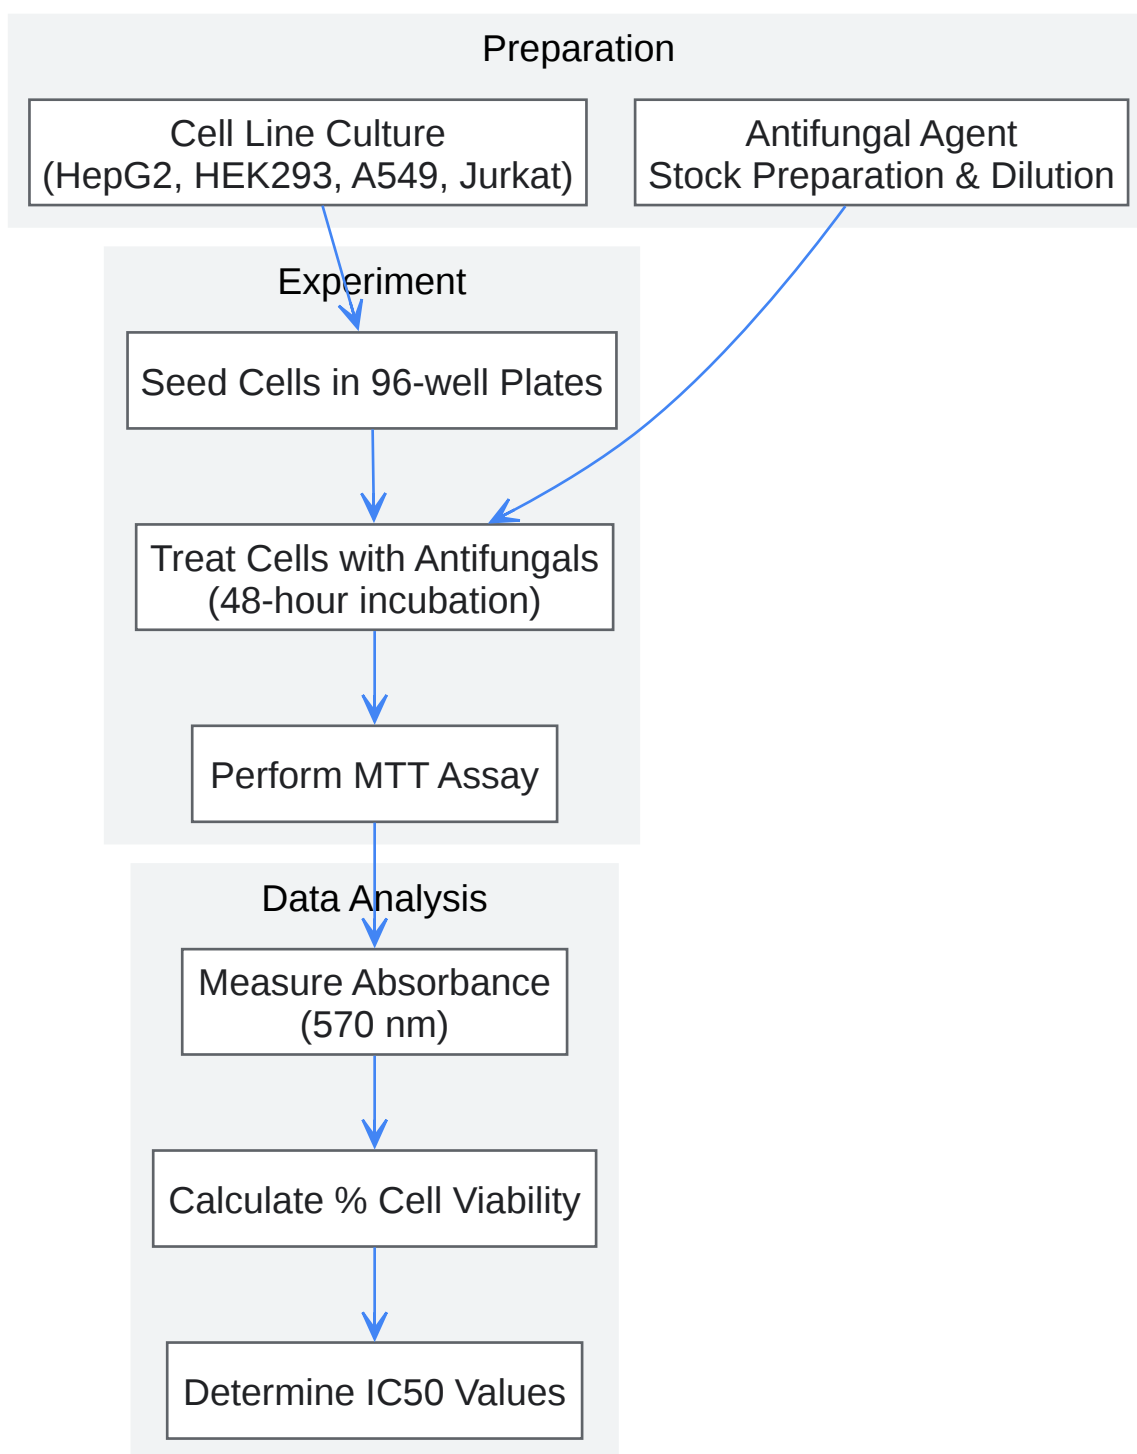 Preparation
Cell Line Culture
(HepG2, HEK293, A549, Jurkat)
Antifungal Agent
Stock Preparation & Dilution
Experiment
Seed Cells in 96-well Plates
Treat Cells with Antifungals
(48-hour incubation)
Perform MTT Assay
Data Analysis
Measure Absorbance
(570 nm)
Calculate % Cell Viability
Determine IC50 Values